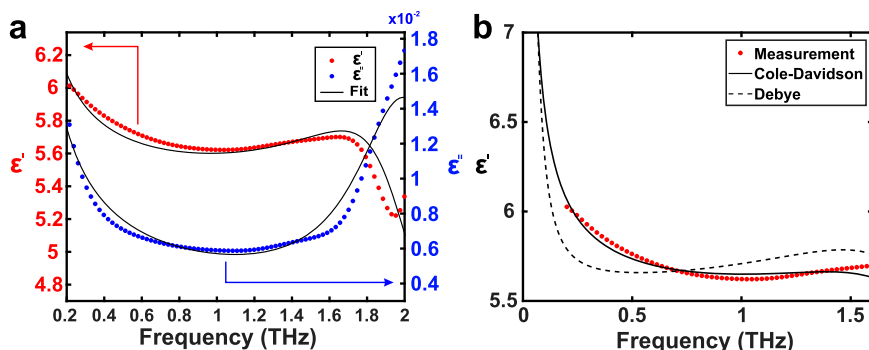 a
x10⁻²
6.2
6
5.8
5.6
5.4
5.2
5
4.8
ε
1.8
1.6
1.4
1.2
1
0.8
0.6
0.4
ε
ε
ε
Fit
0.2 0.4 0.6 0.8 1 1.2 1.4 1.6 1.8 2
Frequency (THz)
b
7
6.5
6
5.5
ε
Measurement
Cole-Davidson
Debye
0 0.5 1 1.5
Frequency (THz)